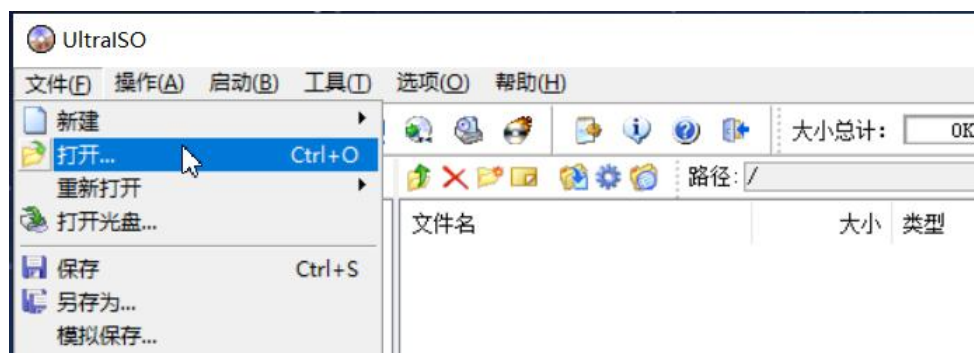 UltraISO
文件(F) 操作(A) 启动(B) 工具(T) 选项(O) 帮助(H)
新建
大小总计: 0K
打开... Ctrl+O
路径: /
重新打开
打开光盘...
文件名 大小 类型
保存 Ctrl+S
另存为...
模拟保存...